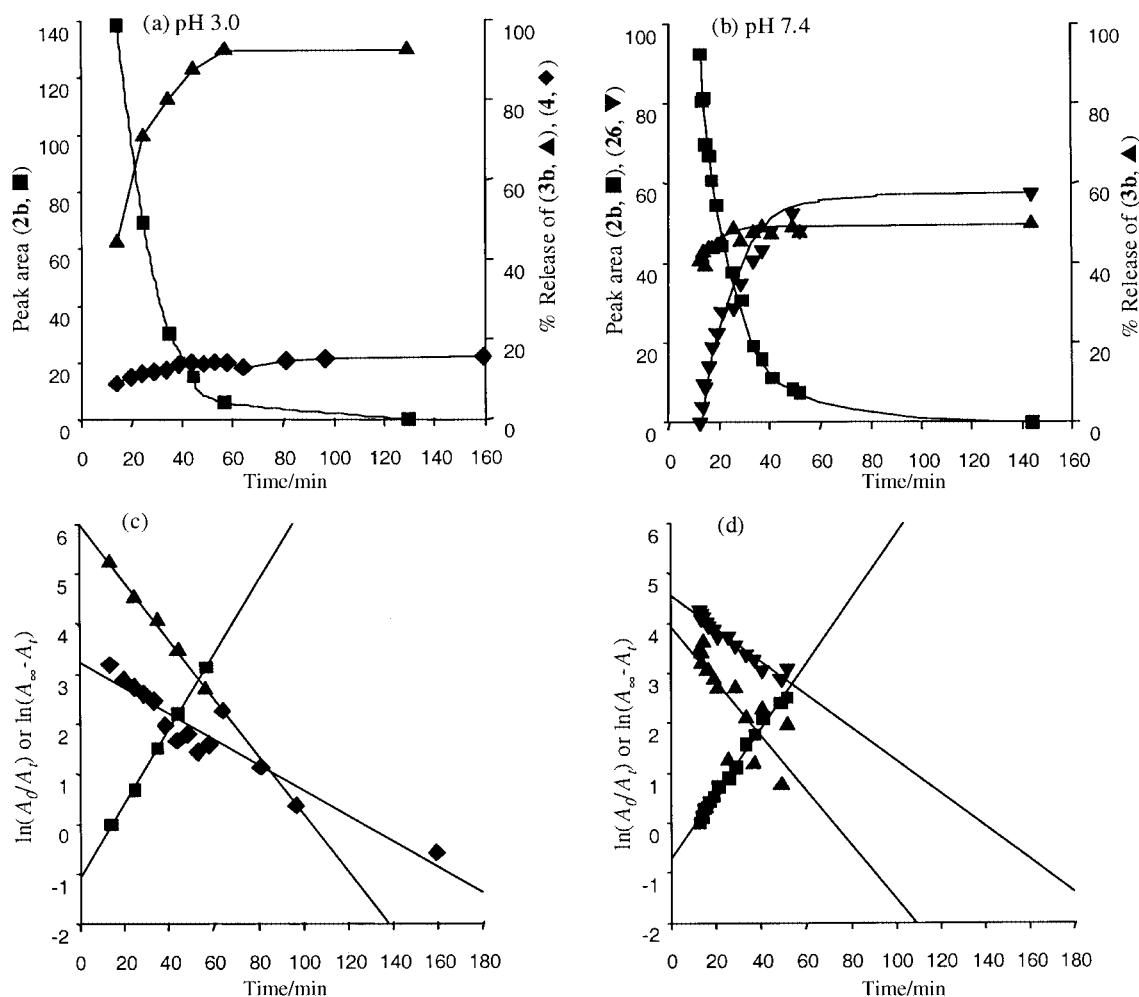 (a) pH 3.0
140
120
100
80
60
40
20
0
Peak area (2b, ■)
100
80
60
40
20
0
% Release of (3b, ▲), (4, ◆)
0 20 40 60 80 100 120 140 160
Time/min
(b) pH 7.4
100
80
60
40
20
0
Peak area (2b, ■), (26, ▼)
100
80
60
40
20
0
% Release of (3b, ▲)
0 20 40 60 80 100 120 140 160
Time/min
(c)
6
5
4
3
2
1
0
-1
-2
ln(A0/At) or ln(A∞-At)
0 20 40 60 80 100 120 140 160 180
Time/min
(d)
6
5
4
3
2
1
0
-1
-2
ln(A0/At) or ln(A∞-At)
0 20 40 60 80 100 120 140 160 180
Time/min